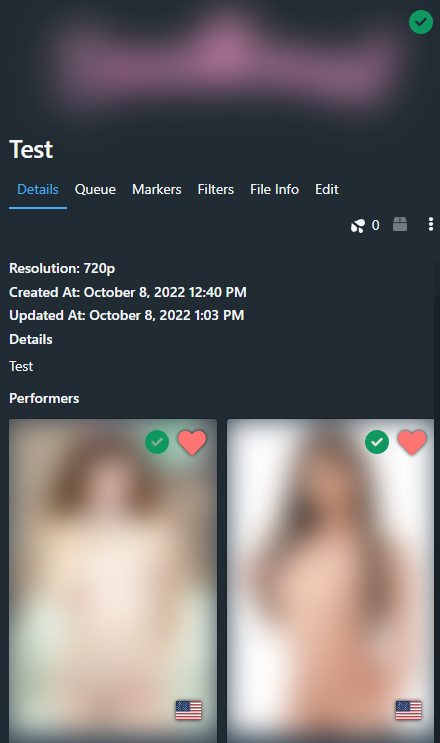 Test
Details Queue Markers Filters File Info Edit
0
Resolution: 720p
Created At: October 8, 2022 12:40 PM
Updated At: October 8, 2022 1:03 PM
Details
Test
Performers